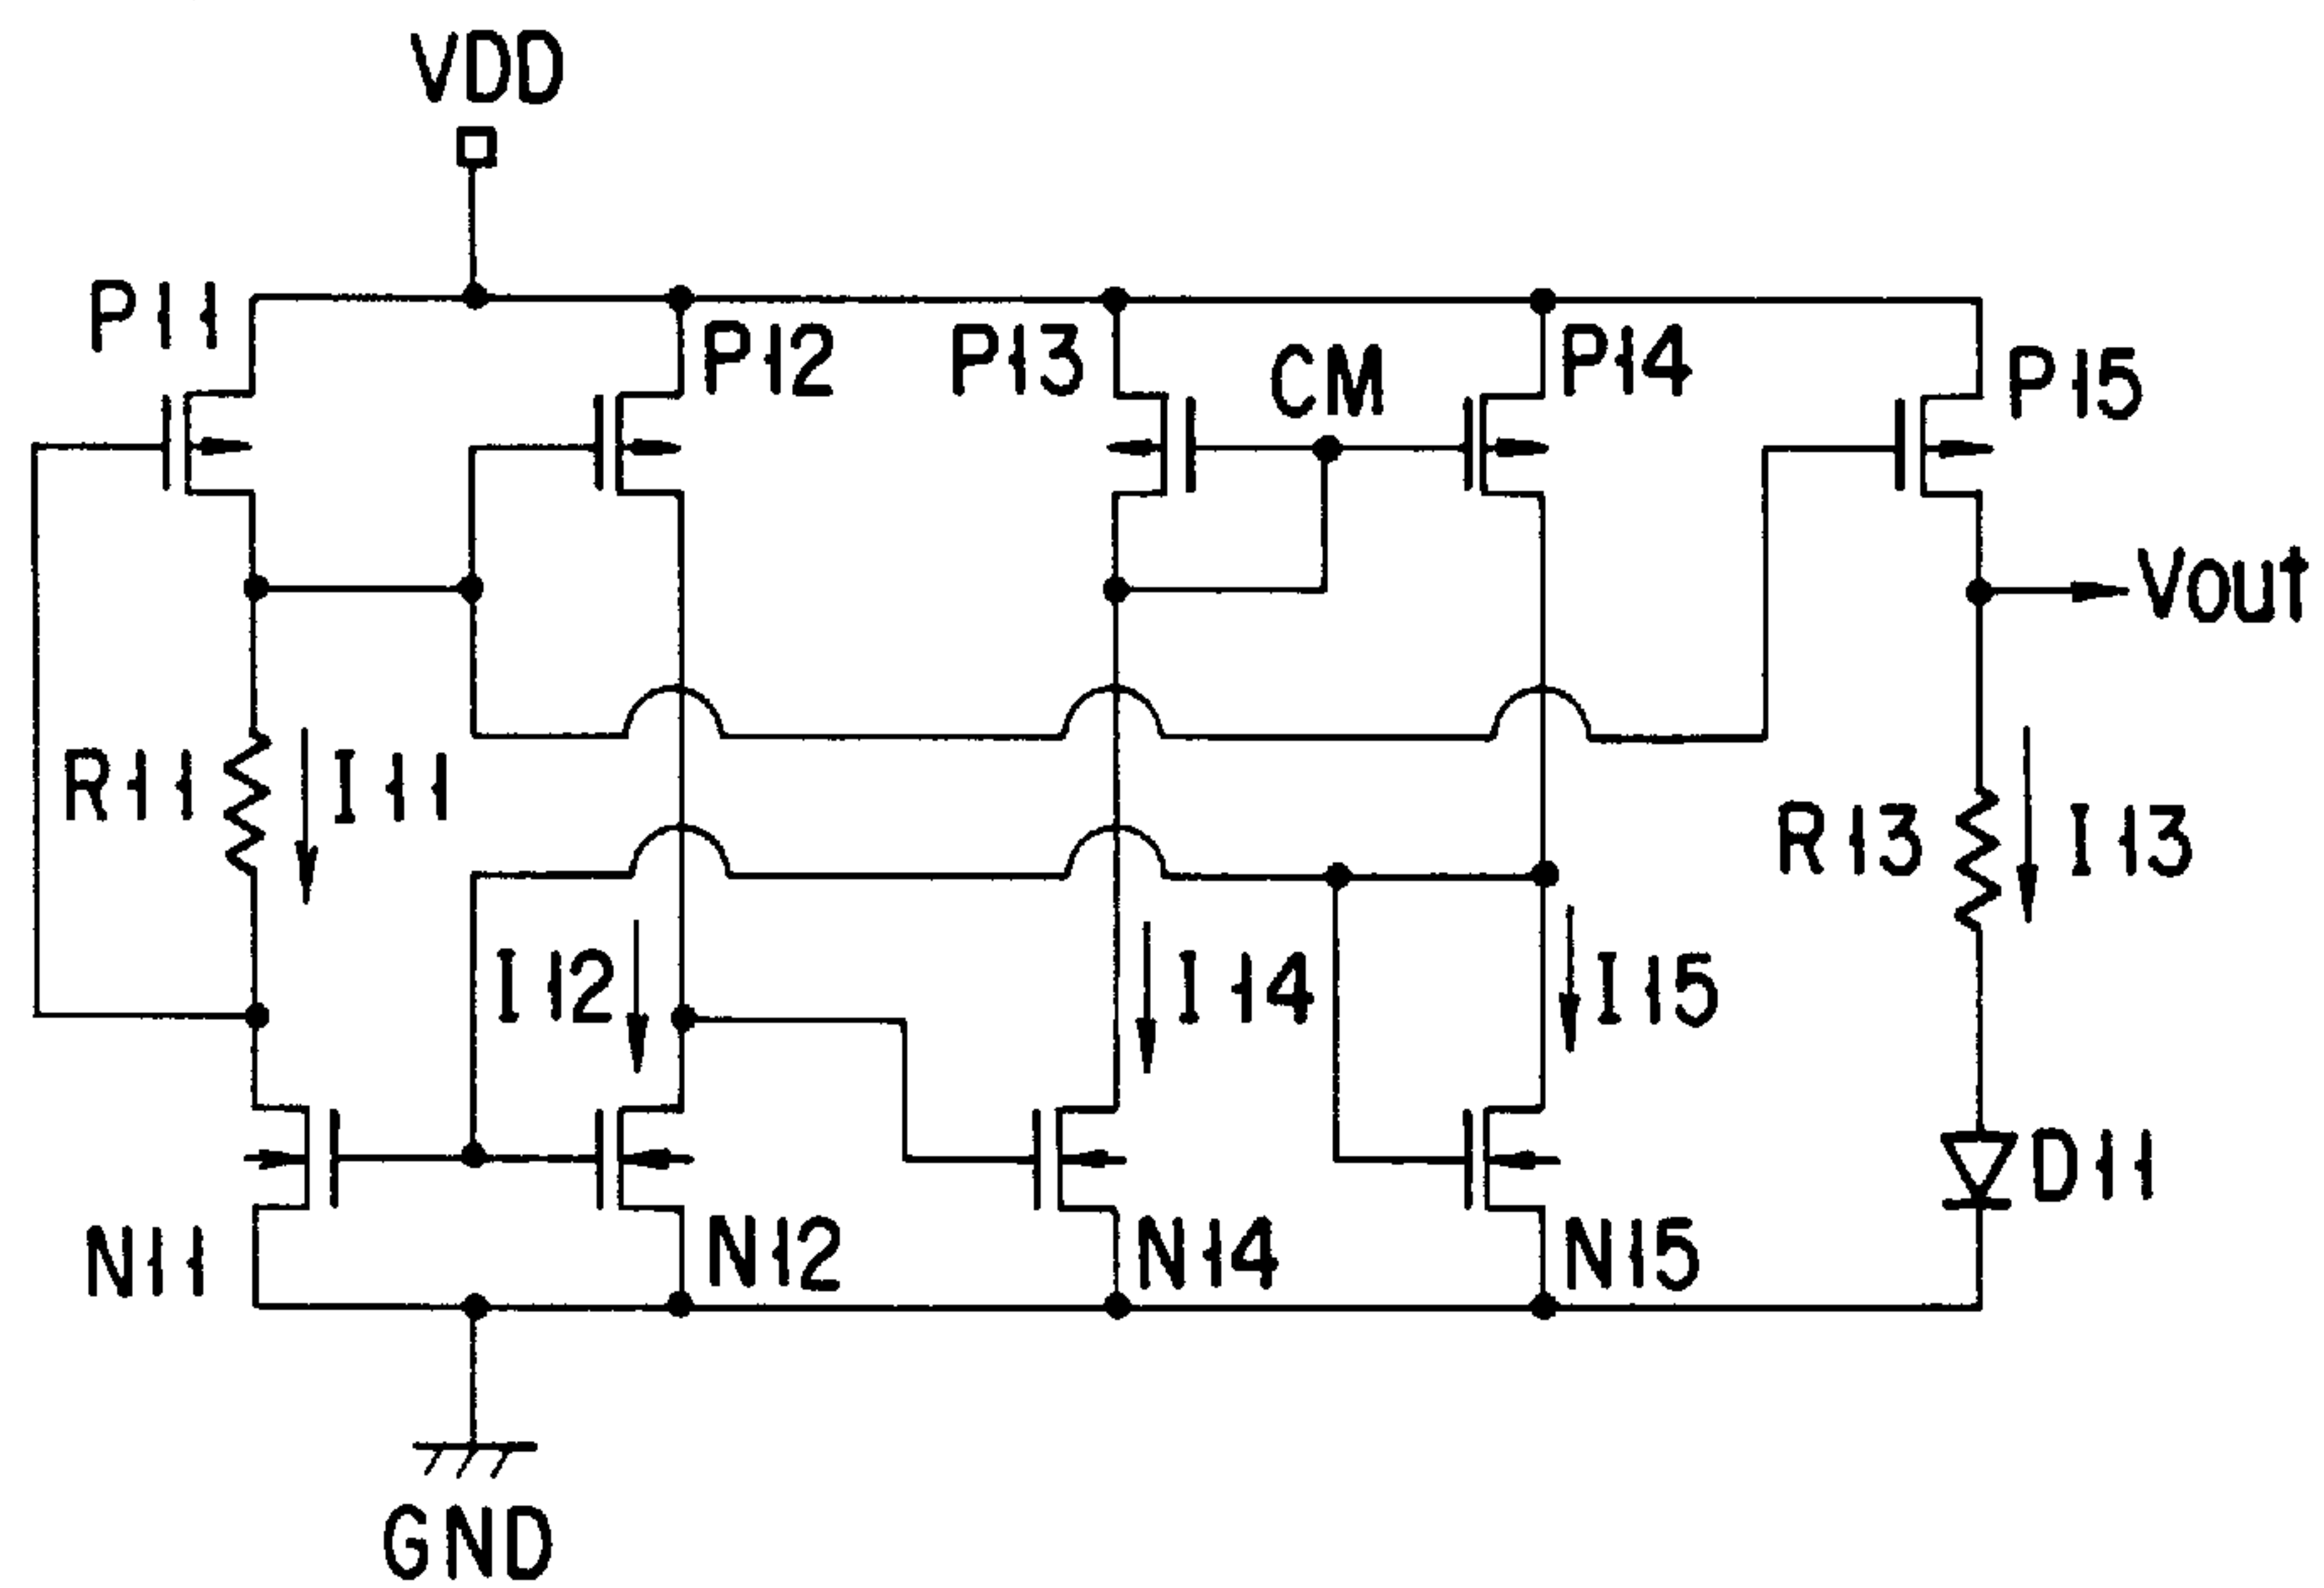 VDD
P11
P12
P13
CM
P14
P15
Vout
R11
I11
R13
I13
I12
I14
I15
D11
N11
N12
N14
N15
GND